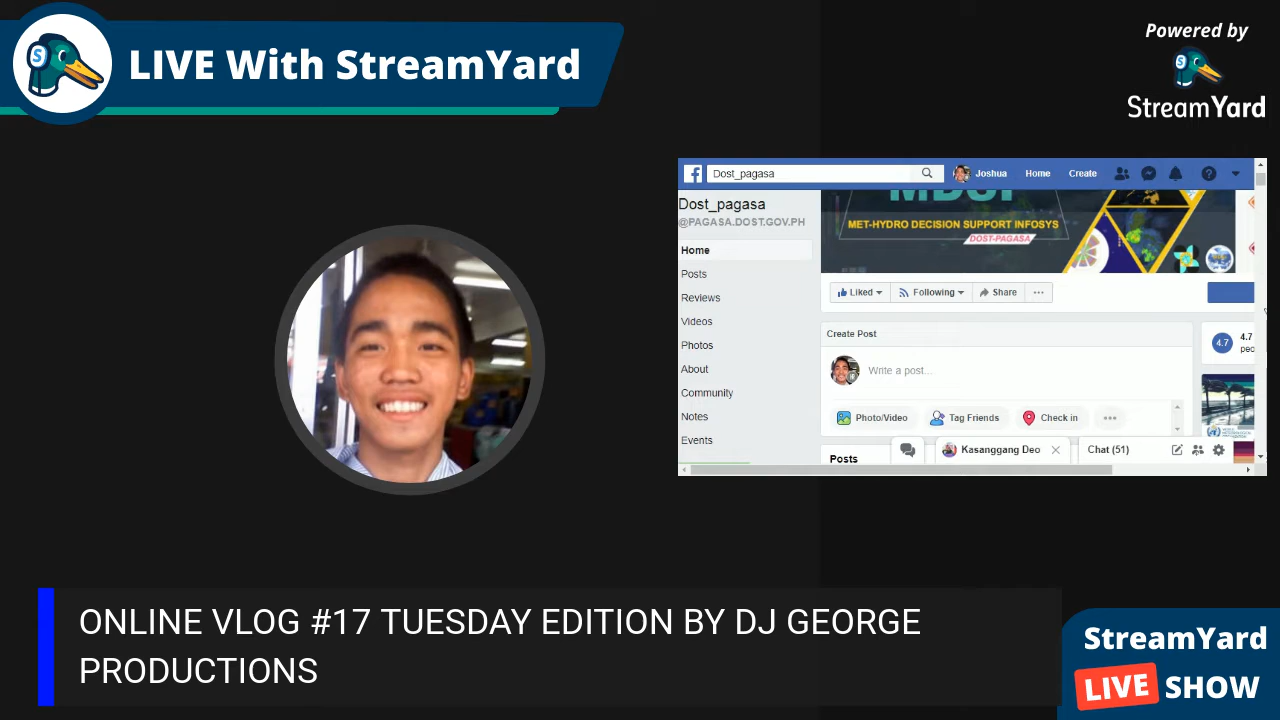 LIVE With StreamYard
Powered by
StreamYard
Dost_pagasa
Joshua
Home
Create
Dost_pagasa
@PAGASA.DOST.GOV.PH
Home
Posts
Reviews
Videos
Photos
About
Community
Notes
Events
MET-HYDRO DECISION SUPPORT INFOSYS
DOST-PAGASA
Liked
Following
Share
Create Post
Write a post...
Photo/Video
Tag Friends
Check in
Posts
Kasanggang Deo
Chat (51)
4.7
4.7
ONLINE VLOG #17 TUESDAY EDITION BY DJ GEORGE
PRODUCTIONS
StreamYard
LIVE SHOW